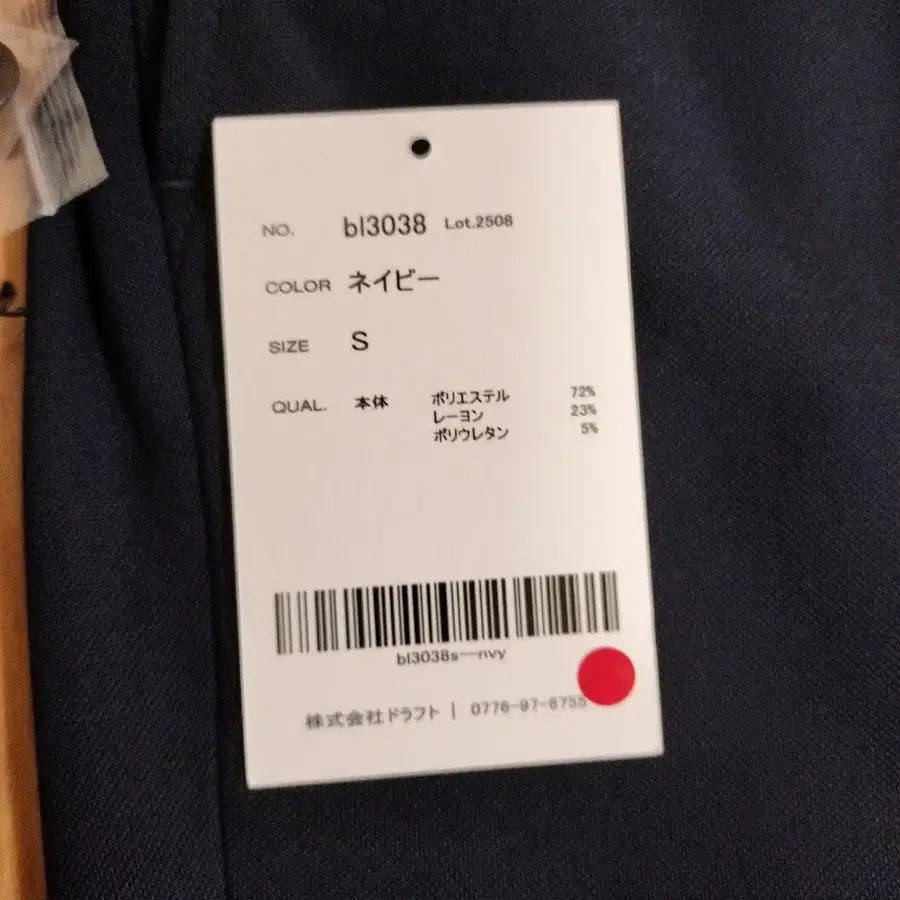 NO. bl3038 Lot.2508
COLOR ネイビー
SIZE S
QUAL. 本体 ポリエステル 72%
レーヨン 23%
ポリウレタン 5%
bl3038s--nvy
株式会社ドラフト | 0776-97-6755